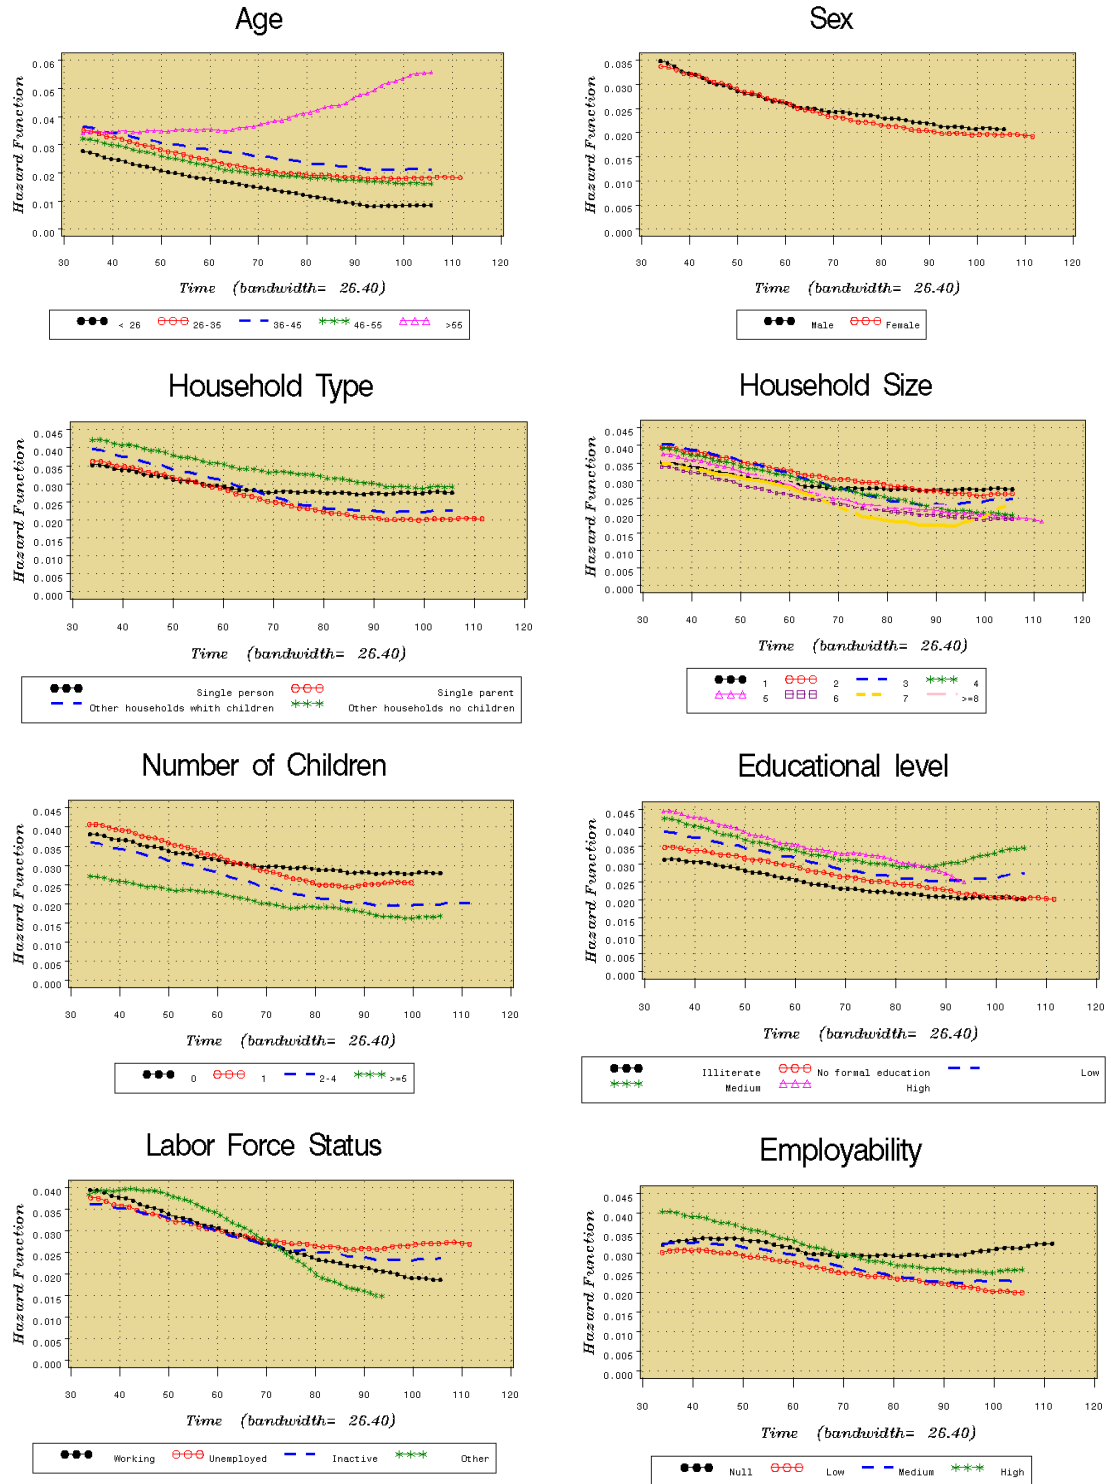 Age
Hazard Function
0.06
0.05
0.04
0.03
0.02
0.01
0.00
30 40 50 60 70 80 90 100 110 120
Time (bandwidth= 26.40)
< 26 26-35 36-45 46-55 >55
Sex
Hazard Function
0.035
0.030
0.025
0.020
0.015
0.010
0.005
0.000
30 40 50 60 70 80 90 100 110 120
Time (bandwidth= 26.40)
Male Female
Household Type
Hazard Function
0.045
0.040
0.035
0.030
0.025
0.020
0.015
0.010
0.005
0.000
30 40 50 60 70 80 90 100 110 120
Time (bandwidth= 26.40)
Single person Single parent
Other households whith children Other households no children
Household Size
Hazard Function
0.045
0.040
0.035
0.030
0.025
0.020
0.015
0.010
0.005
0.000
30 40 50 60 70 80 90 100 110 120
Time (bandwidth= 26.40)
1 2 3 4
5 6 7 >=8
Number of Children
Hazard Function
0.045
0.040
0.035
0.030
0.025
0.020
0.015
0.010
0.005
0.000
30 40 50 60 70 80 90 100 110 120
Time (bandwidth= 26.40)
0 1 2-4 >=5
Educational level
Hazard Function
0.045
0.040
0.035
0.030
0.025
0.020
0.015
0.010
0.005
0.000
30 40 50 60 70 80 90 100 110 120
Time (bandwidth= 26.40)
Illiterate No formal education Low
Medium High
Labor Force Status
Hazard Function
0.040
0.035
0.030
0.025
0.020
0.015
0.010
0.005
0.000
30 40 50 60 70 80 90 100 110 120
Time (bandwidth= 26.40)
Working Unemployed Inactive Other
Employability
Hazard Function
0.045
0.040
0.035
0.030
0.025
0.020
0.015
0.010
0.005
0.000
30 40 50 60 70 80 90 100 110 120
Time (bandwidth= 26.40)
Null Low Medium High